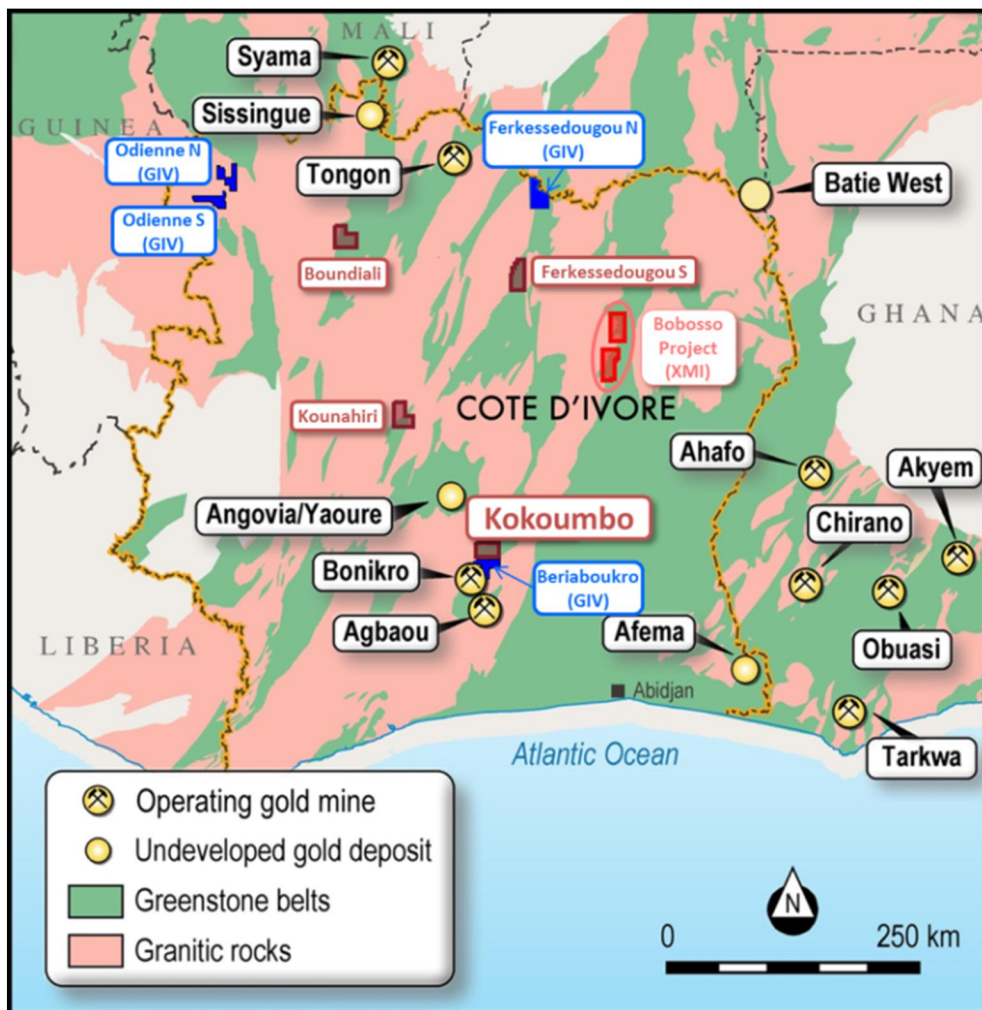 MALI
Syama
Sissingue
GUINEA
Ferkessedougou N
(GIV)
Odienne N
(GIV)
Tongon
Batie West
Odienne S
(GIV)
Boundiali
Ferkessedougou S
GHANA
Bobosso
Project
(XMI)
COTE D'IVORE
Kounahiri
Ahafo
Akyem
Angovia/Yaoure
Kokoumbo
Chirano
Bonikro
Beriaboukro
(GIV)
Agbaou
Afema
LIBERIA
Obuasi
Abidjan
Atlantic Ocean
Tarkwa
Operating gold mine
Undeveloped gold deposit
Greenstone belts
Granitic rocks
N
0 250 km